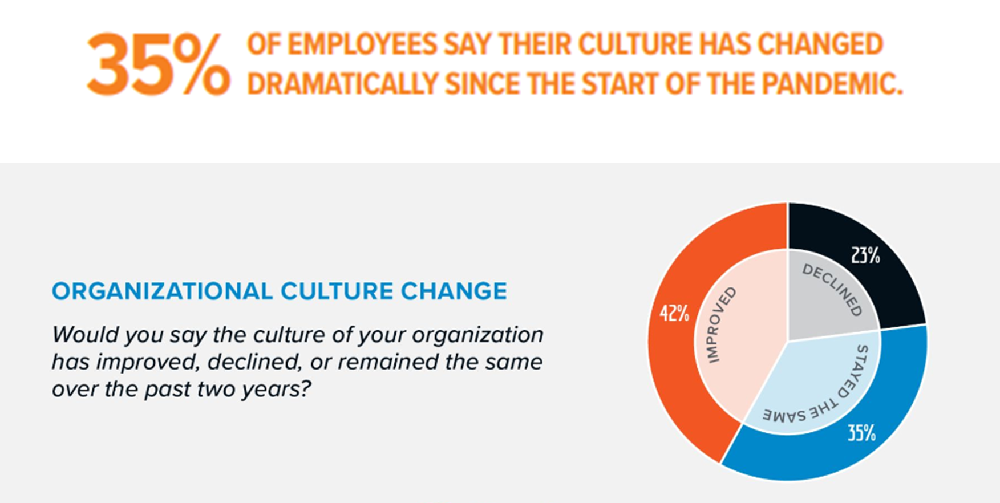 35% OF EMPLOYEES SAY THEIR CULTURE HAS CHANGED
DRAMATICALLY SINCE THE START OF THE PANDEMIC.
ORGANIZATIONAL CULTURE CHANGE
Would you say the culture of your organization
has improved, declined, or remained the same
over the past two years?
23%
DECLINED
42%
IMPROVED
STAYED THE SAME
35%